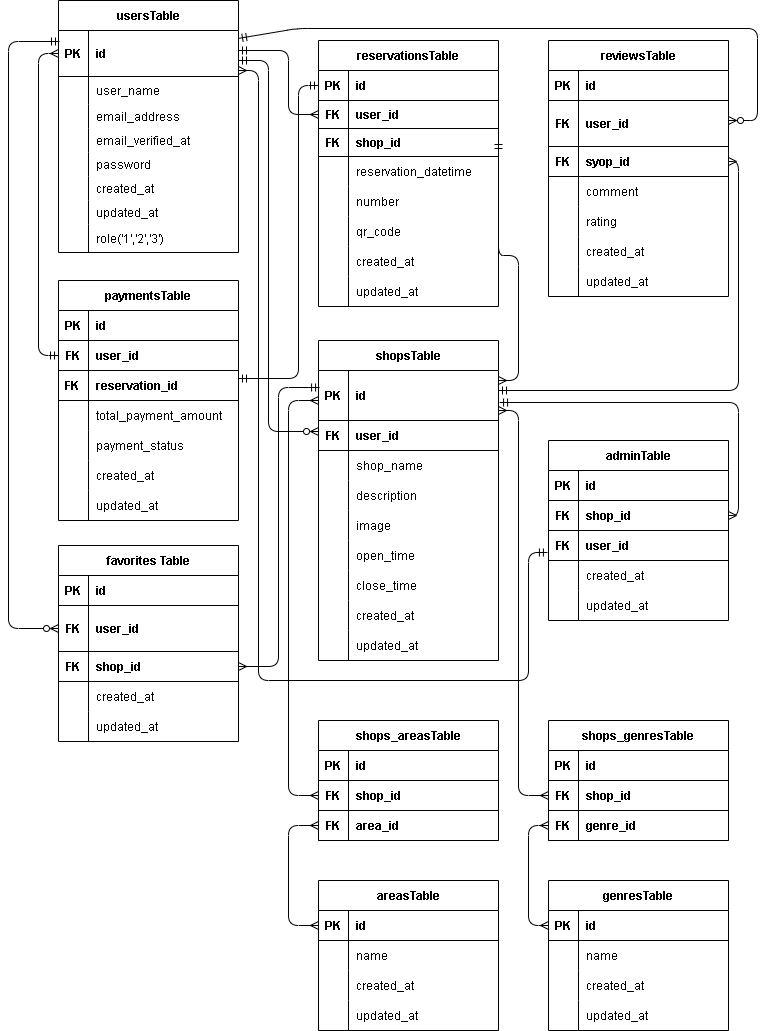 usersTable
PK id
user_name
email_address
email_verified_at
password
created_at
updated_at
role('1','2','3')
reservationsTable
PK id
FK user_id
FK shop_id
reservation_datetime
number
qr_code
created_at
updated_at
reviewsTable
PK id
FK user_id
FK syop_id
comment
rating
created_at
updated_at
paymentsTable
PK id
FK user_id
FK reservation_id
total_payment_amount
payment_status
created_at
updated_at
shopsTable
PK id
FK user_id
shop_name
description
image
open_time
close_time
created_at
updated_at
adminTable
PK id
FK shop_id
FK user_id
created_at
updated_at
favorites Table
PK id
FK user_id
FK shop_id
created_at
updated_at
shops_areasTable
PK id
FK shop_id
FK area_id
shops_genresTable
PK id
FK shop_id
FK genre_id
areasTable
PK id
name
created_at
updated_at
genresTable
PK id
name
created_at
updated_at